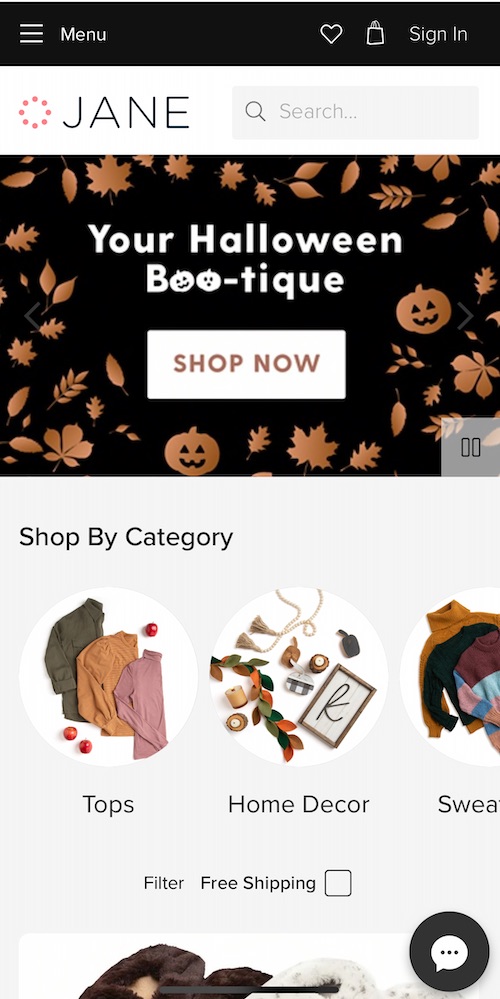 Menu
Sign In
JANE
Search...
Your Halloween
Boo-tique
SHOP NOW
Shop By Category
Tops
Home Decor
Swea
Filter Free Shipping
R